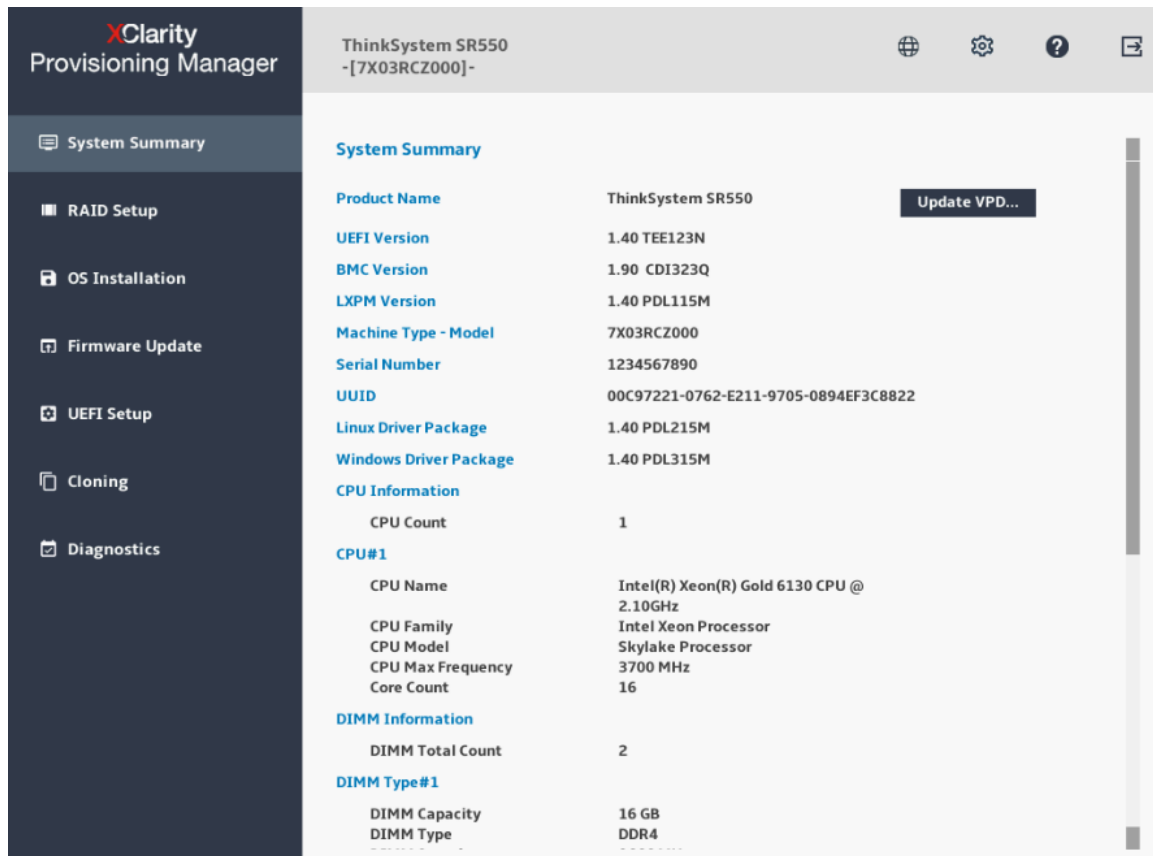 XClarity
Provisioning Manager
ThinkSystem SR550
-[7X03RCZ000]-
System Summary
RAID Setup
OS Installation
Firmware Update
UEFI Setup
Cloning
Diagnostics
System Summary
Product Name ThinkSystem SR550 Update VPD...
UEFI Version 1.40 TEE123N
BMC Version 1.90 CDI323Q
LXPM Version 1.40 PDL115M
Machine Type - Model 7X03RCZ000
Serial Number 1234567890
UUID 00C97221-0762-E211-9705-0894EF3C8822
Linux Driver Package 1.40 PDL215M
Windows Driver Package 1.40 PDL315M
CPU Information
CPU Count 1
CPU#1
CPU Name Intel(R) Xeon(R) Gold 6130 CPU @
2.10GHz
CPU Family Intel Xeon Processor
CPU Model Skylake Processor
CPU Max Frequency 3700 MHz
Core Count 16
DIMM Information
DIMM Total Count 2
DIMM Type#1
DIMM Capacity 16 GB
DIMM Type DDR4